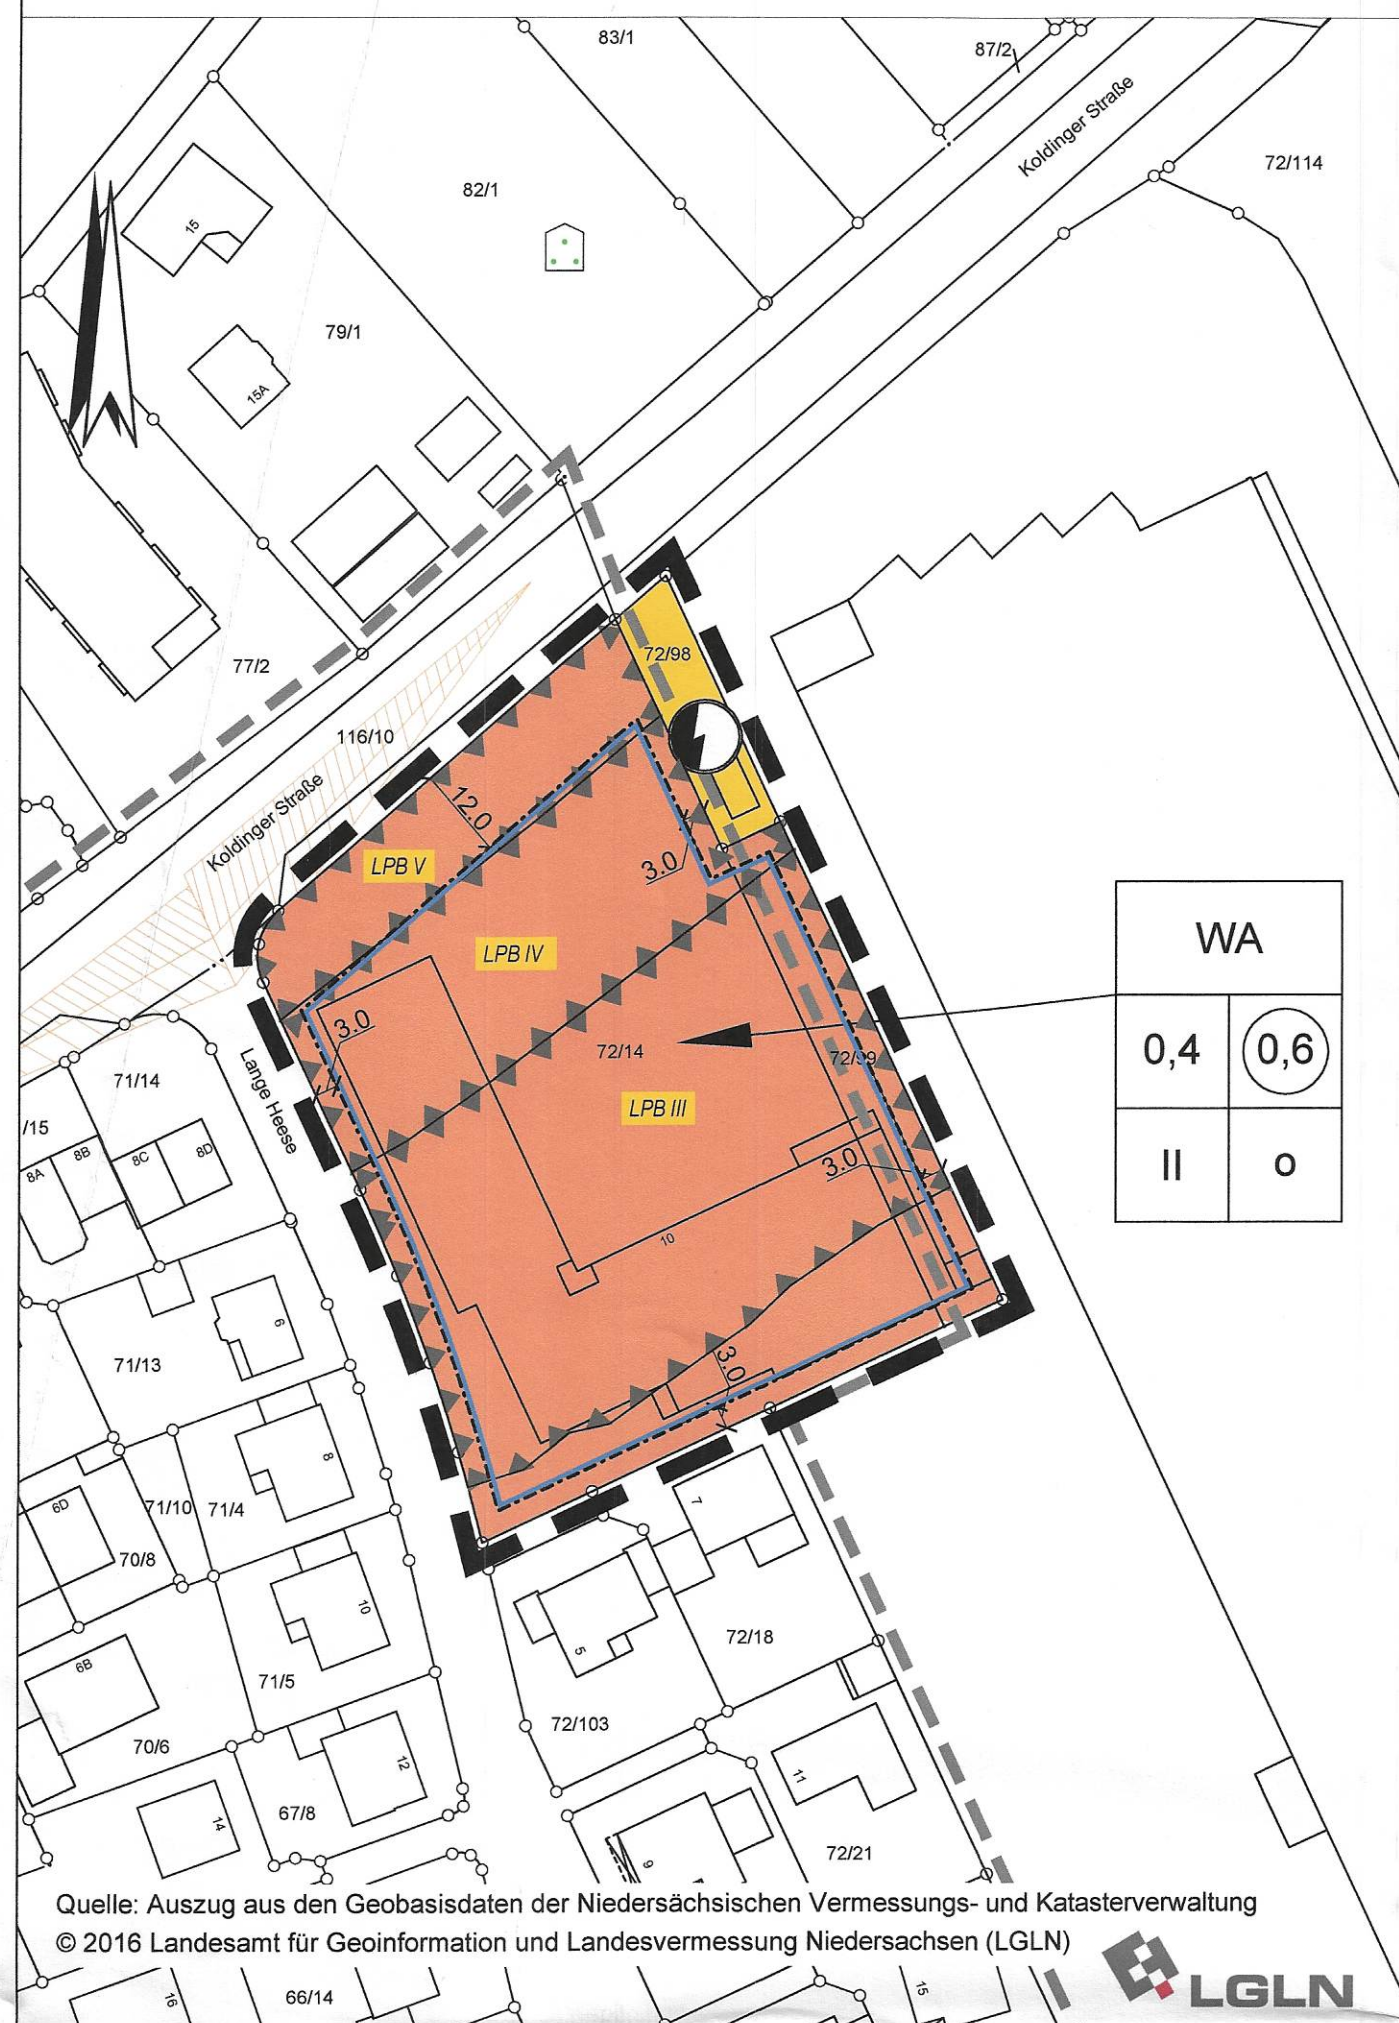 83/1
87/2
Koldinger Straße
72/114
82/1
15
79/1
15A
77/2
72/98
116/10
Koldinger Straße
12.0
LPB V
3.0
LPB IV
WA
3.0
72/14
72/99
0,4
0,6
71/14
Lange Heese
LPB III
/15
8A
8B
8C
8D
3.0
II
o
10
71/13
6
3.0
8
6D
71/10
71/4
7
70/8
10
5
72/18
6B
71/5
72/103
70/6
12
11
14
67/8
9
72/21
Quelle: Auszug aus den Geobasisdaten der Niedersächsischen Vermessungs- und Katasterverwaltung
© 2016 Landesamt für Geoinformation und Landesvermessung Niedersachsen (LGLN)
16
66/14
15
LGLN